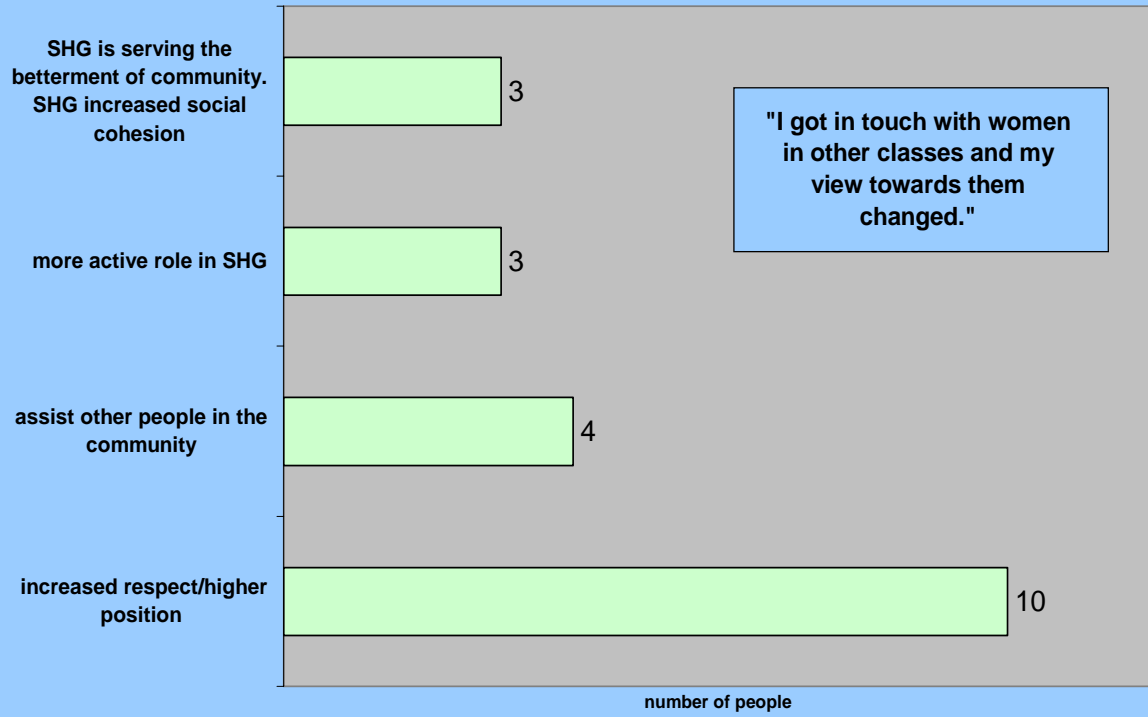 SHG is serving the
betterment of community.
SHG increased social
cohesion
3
"I got in touch with women
in other classes and my
view towards them
changed."
more active role in SHG
3
assist other people in the
community
4
increased respect/higher
position
10
number of people